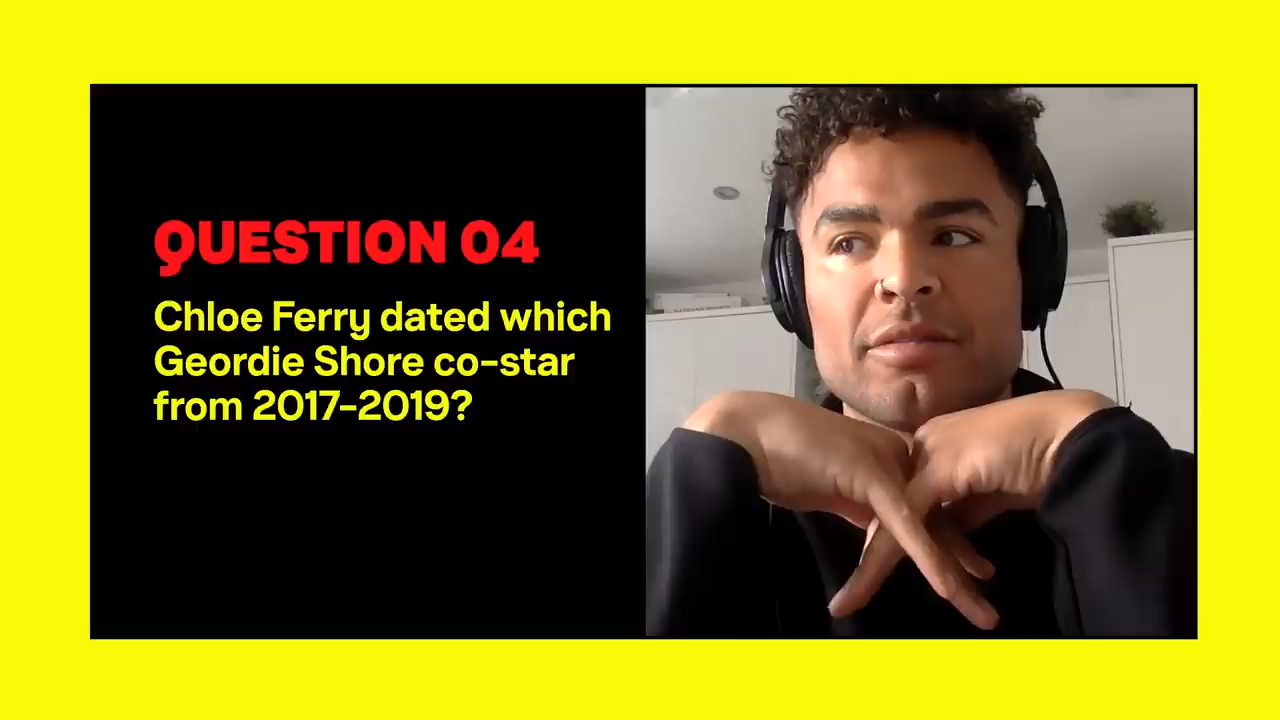 QUESTION 04
Chloe Ferry dated which
Geordie Shore co-star
from 2017-2019?